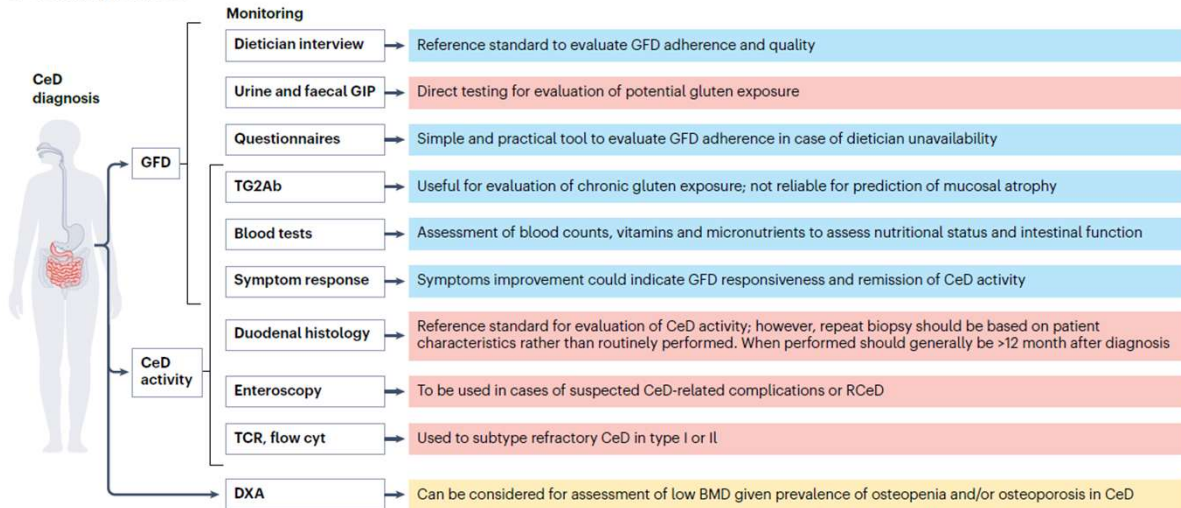 Monitoring
CeD
diagnosis
GFD
CeD
activity
Dietician interview
Reference standard to evaluate GFD adherence and quality
Urine and faecal GIP
Direct testing for evaluation of potential gluten exposure
Questionnaires
Simple and practical tool to evaluate GFD adherence in case of dietician unavailability
TG2Ab
Useful for evaluation of chronic gluten exposure; not reliable for prediction of mucosal atrophy
Blood tests
Assessment of blood counts, vitamins and micronutrients to assess nutritional status and intestinal function
Symptom response
Symptoms improvement could indicate GFD responsiveness and remission of CeD activity
Duodenal histology
Reference standard for evaluation of CeD activity; however, repeat biopsy should be based on patient
characteristics rather than routinely performed. When performed should generally be >12 month after diagnosis
Enteroscopy
To be used in cases of suspected CeD-related complications or RCeD
TCR, flow cyt
Used to subtype refractory CeD in type I or II
DXA
Can be considered for assessment of low BMD given prevalence of osteopenia and/or osteoporosis in CeD